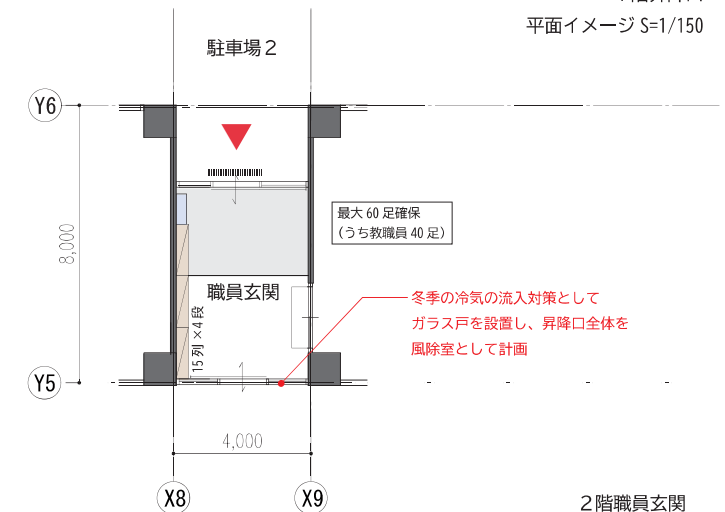 平面イメージ S=1/150
駐車場2
Y6
最大 60 足確保
（うち教職員 40 足）
8,000
職員玄関
15列×4段
冬季の冷気の流入対策として
ガラス戸を設置し、昇降口全体を
風除室として計画
Y5
4,000
X8
X9
2階職員玄関